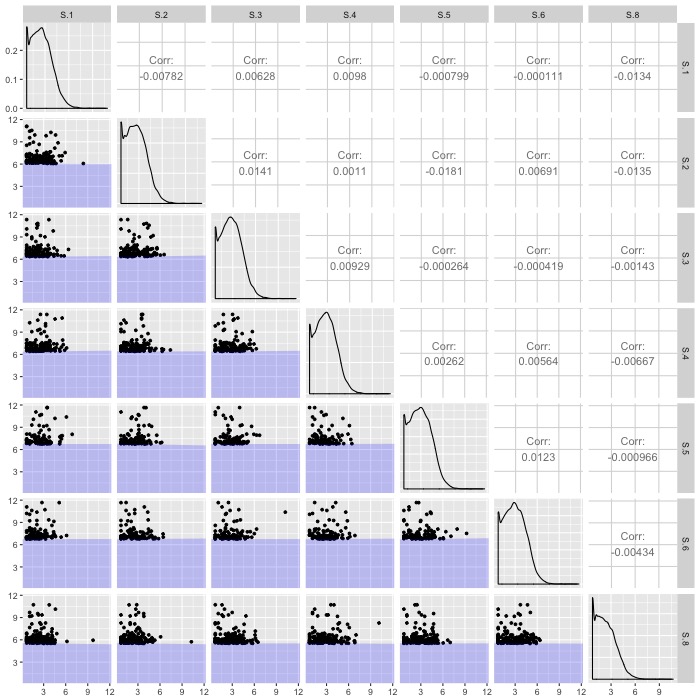 S.1 S.2 S.3 S.4 S.5 S.6 S.8
0.2
0.1
0.0
Corr:
-0.00782
Corr:
0.00628
Corr:
0.0098
Corr:
-0.000799
Corr:
-0.000111
Corr:
-0.0134
S.1
12
9
6
3
Corr:
0.0141
Corr:
0.0011
Corr:
-0.0181
Corr:
0.00691
Corr:
-0.0135
S.2
12
9
6
3
Corr:
0.00929
Corr:
-0.000264
Corr:
-0.000419
Corr:
-0.00143
S.3
12
9
6
3
Corr:
0.00262
Corr:
0.00564
Corr:
-0.00667
S.4
12
9
6
3
Corr:
0.0123
Corr:
-0.000966
S.5
12
9
6
3
Corr:
-0.00434
S.6
12
9
6
3
S.8
3 6 9 12 3 6 9 12 3 6 9 12 3 6 9 12 3 6 9 12 3 6 9 12 3 6 9